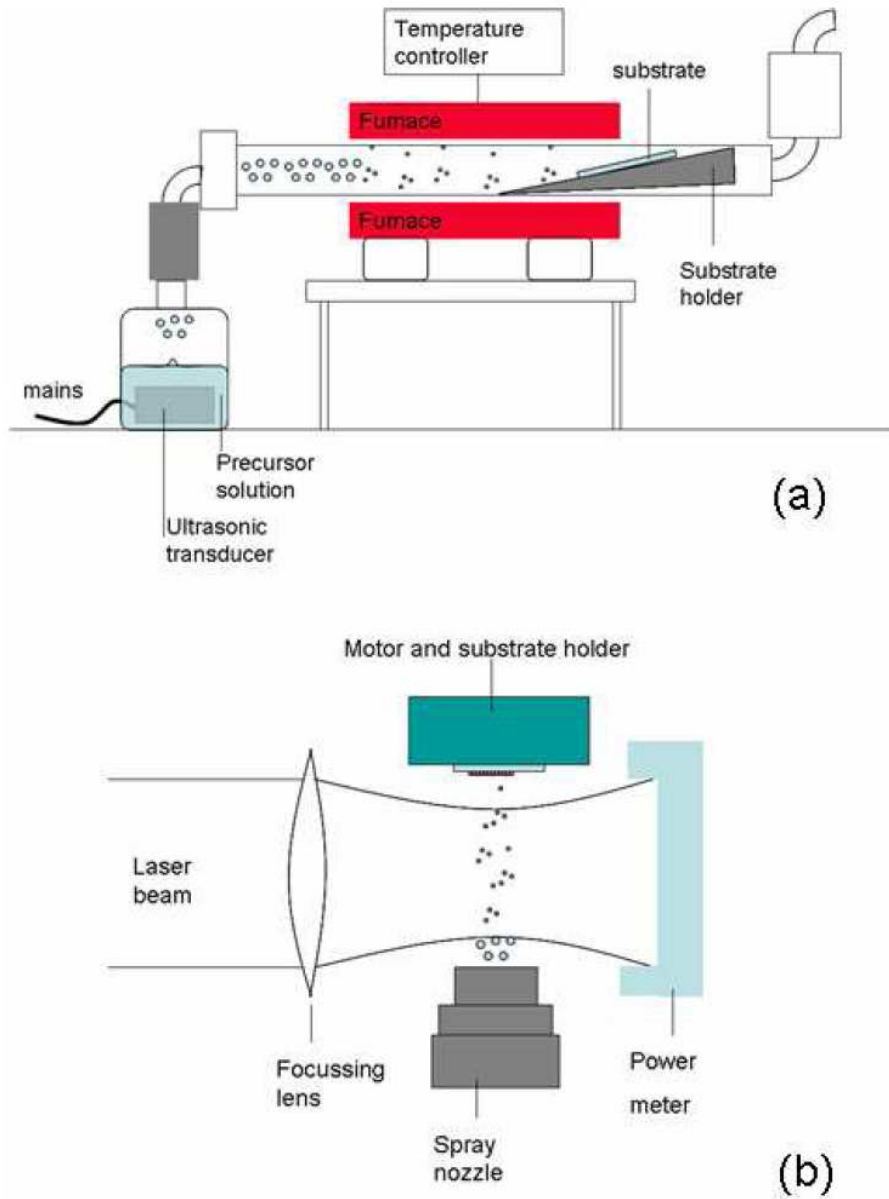 Temperature
controller
substrate
Furnace
Furnace
Substrate
holder
mains
Precursor
solution
Ultrasonic
transducer
(a)
Motor and substrate holder
Laser
beam
Focussing
lens
Spray
nozzle
Power
meter
(b)